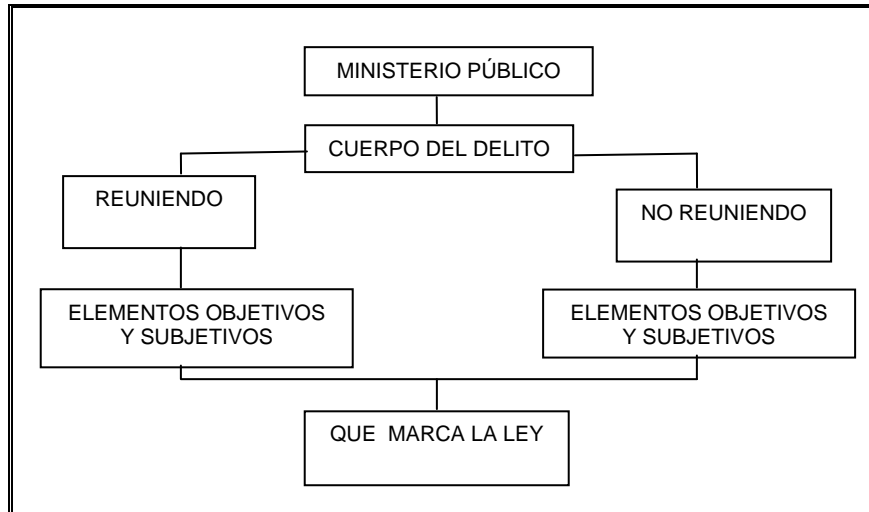 MINISTERIO PÚBLICO
CUERPO DEL DELITO
REUNIENDO
NO REUNIENDO
ELEMENTOS OBJETIVOS
Y SUBJETIVOS
ELEMENTOS OBJETIVOS
Y SUBJETIVOS
QUE MARCA LA LEY